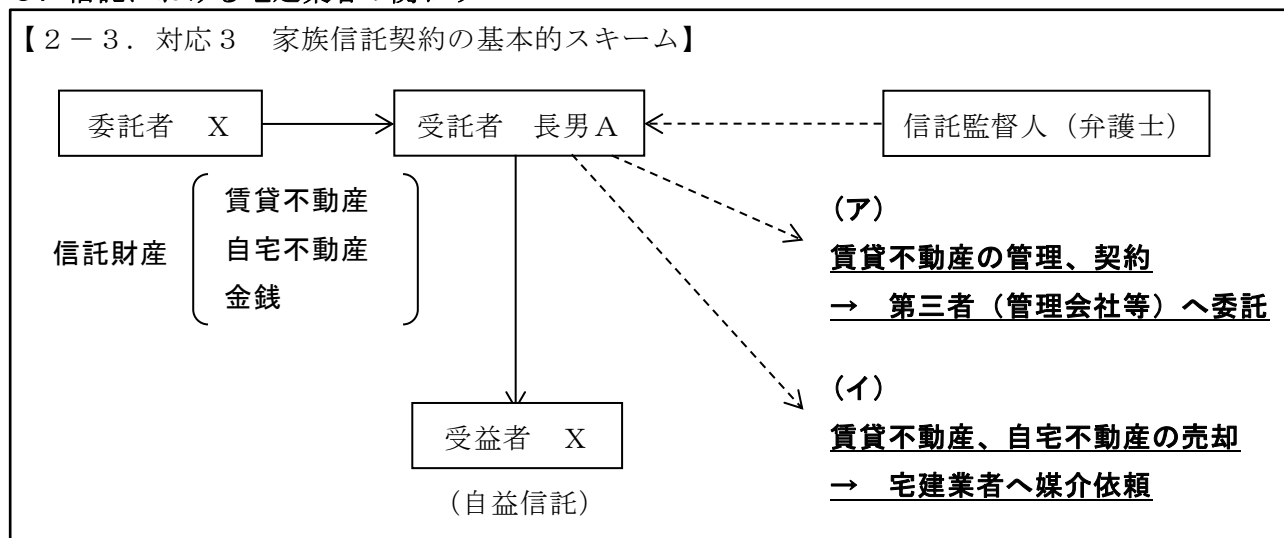 【２－３．対応３　家族信託契約の基本的スキーム】
委託者　Ｘ
受託者　長男Ａ
信託監督人（弁護士）
信託財産
賃貸不動産
自宅不動産
金銭
（ア）
賃貸不動産の管理、契約
→　第三者（管理会社等）へ委託
（イ）
賃貸不動産、自宅不動産の売却
→　宅建業者へ媒介依頼
受益者　Ｘ
（自益信託）